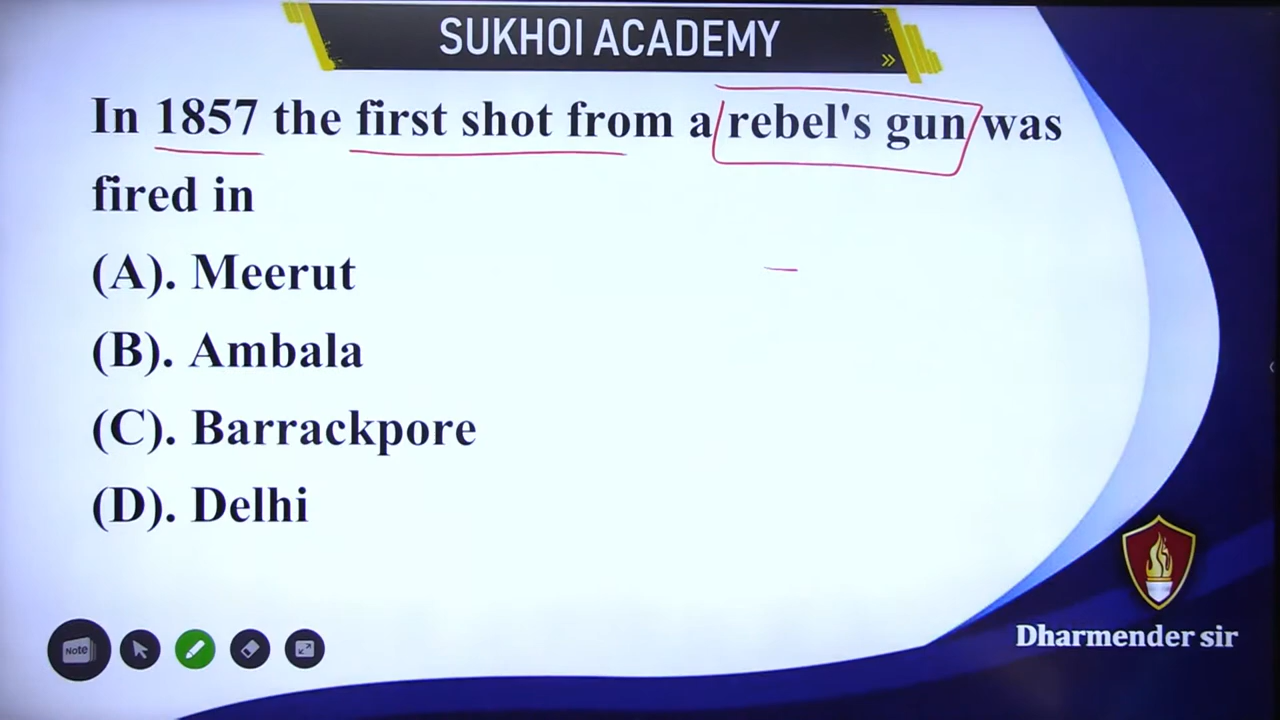 SUKHOI ACADEMY
In 1857 the first shot from a rebel's gun was
fired in
(A). Meerut
(B). Ambala
(C). Barrackpore
(D). Delhi
Note
Dharmender sir